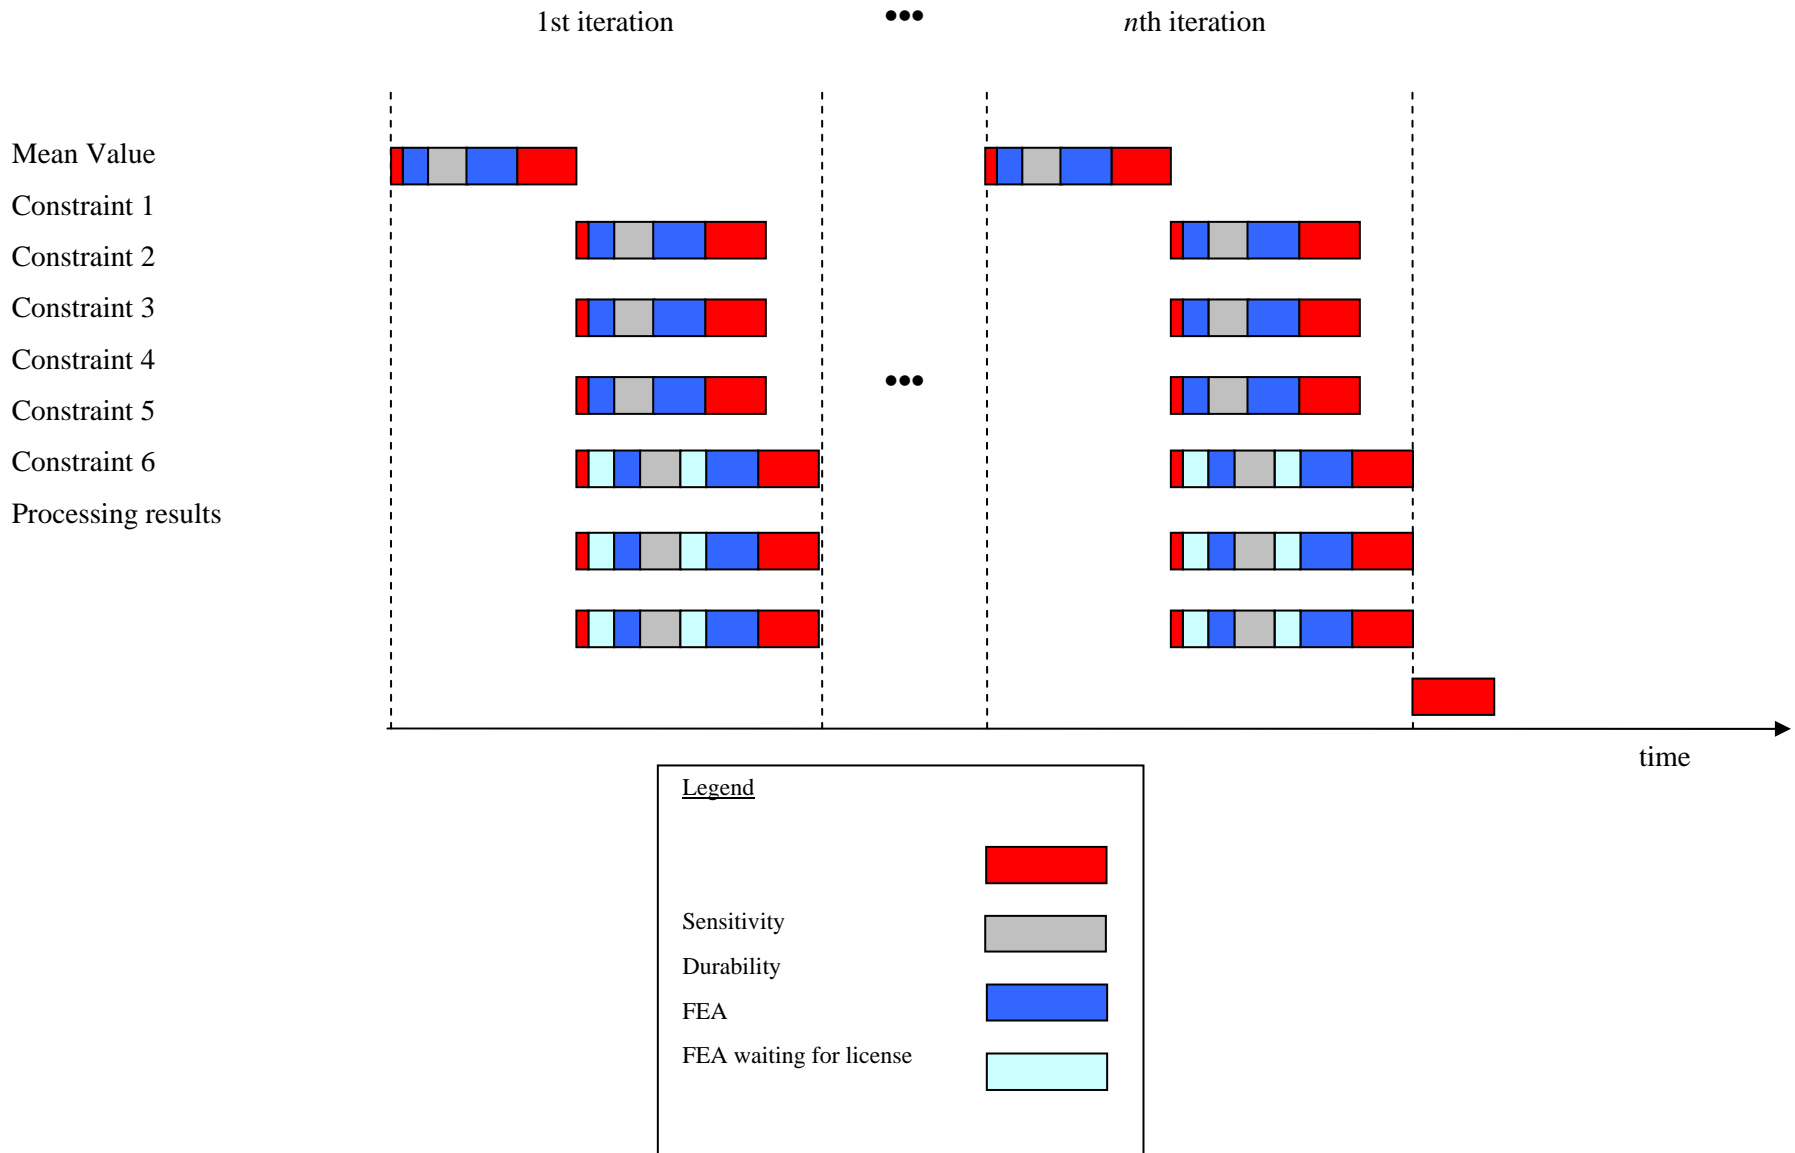 1st iteration ••• nth iteration
Mean Value
Constraint 1
Constraint 2
Constraint 3
Constraint 4
•••
Constraint 5
Constraint 6
Processing results
time
Legend
Sensitivity
Durability
FEA
FEA waiting for license